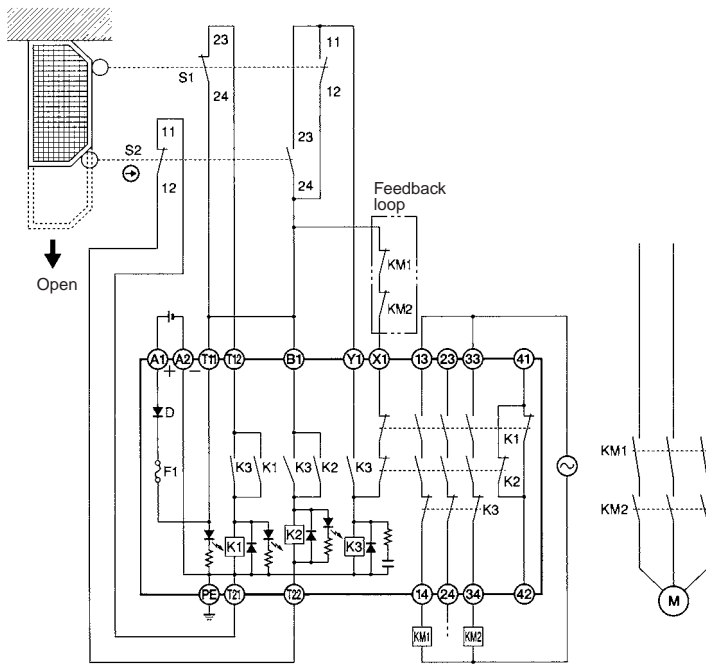 23
11
S1
24
12
11
23
S2
12
24
Feedback
loop
KM1
KM2
Open
A1
A2
T11
T12
B1
Y1
X1
13
23
33
41
+
−
D
F1
K3
K1
K3
K2
K3
K1
K2
K3
K1
K2
K3
PE
T21
T22
14
24
34
42
KM1
KM2
KM1
KM2
M